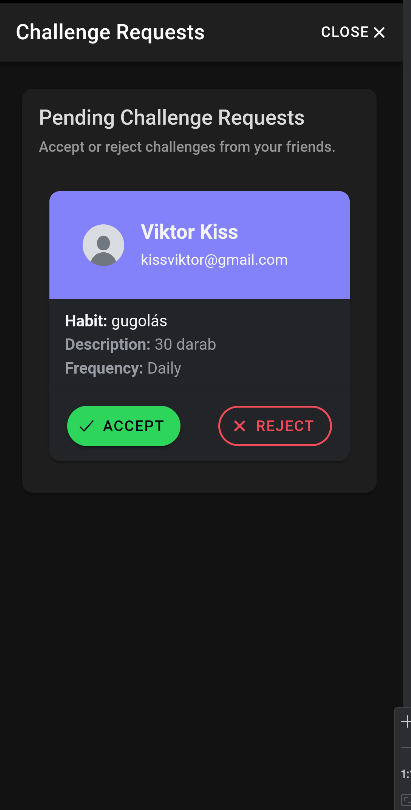 Challenge Requests
CLOSE
Pending Challenge Requests
Accept or reject challenges from your friends.
Viktor Kiss
kissviktor@gmail.com
Habit: gugolás
Description: 30 darab
Frequency: Daily
ACCEPT
REJECT